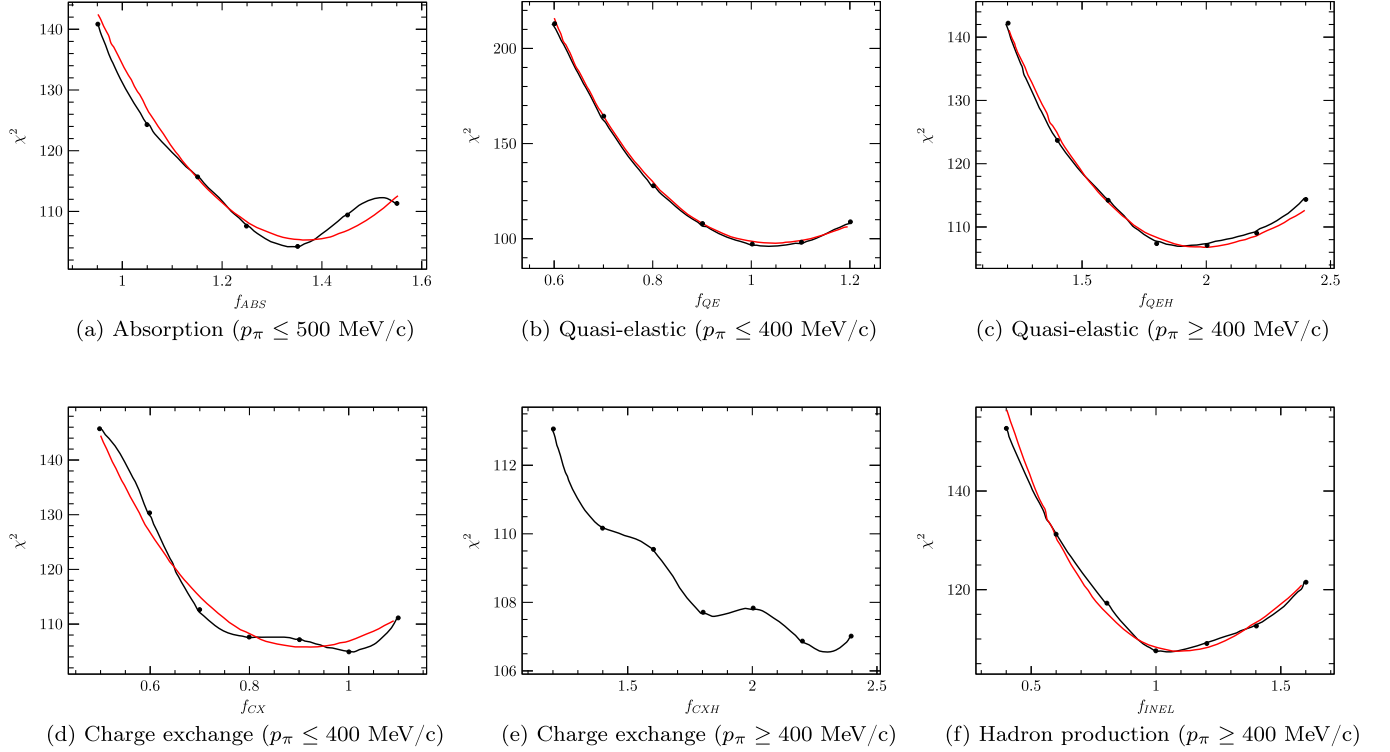 140
130
120
110
χ²
1
1.2
1.4
1.6
f_ABS
(a) Absorption (p_π ≤ 500 MeV/c)
200
150
100
χ²
0.6
0.8
1
1.2
f_QE
(b) Quasi-elastic (p_π ≤ 400 MeV/c)
140
130
120
110
χ²
1.5
2
2.5
f_QEH
(c) Quasi-elastic (p_π ≥ 400 MeV/c)
140
130
120
110
χ²
0.6
0.8
1
f_CX
(d) Charge exchange (p_π ≤ 400 MeV/c)
112
110
108
106
χ²
1.5
2
2.5
f_CXH
(e) Charge exchange (p_π ≥ 400 MeV/c)
140
120
χ²
0.5
1
1.5
f_INEL
(f) Hadron production (p_π ≥ 400 MeV/c)